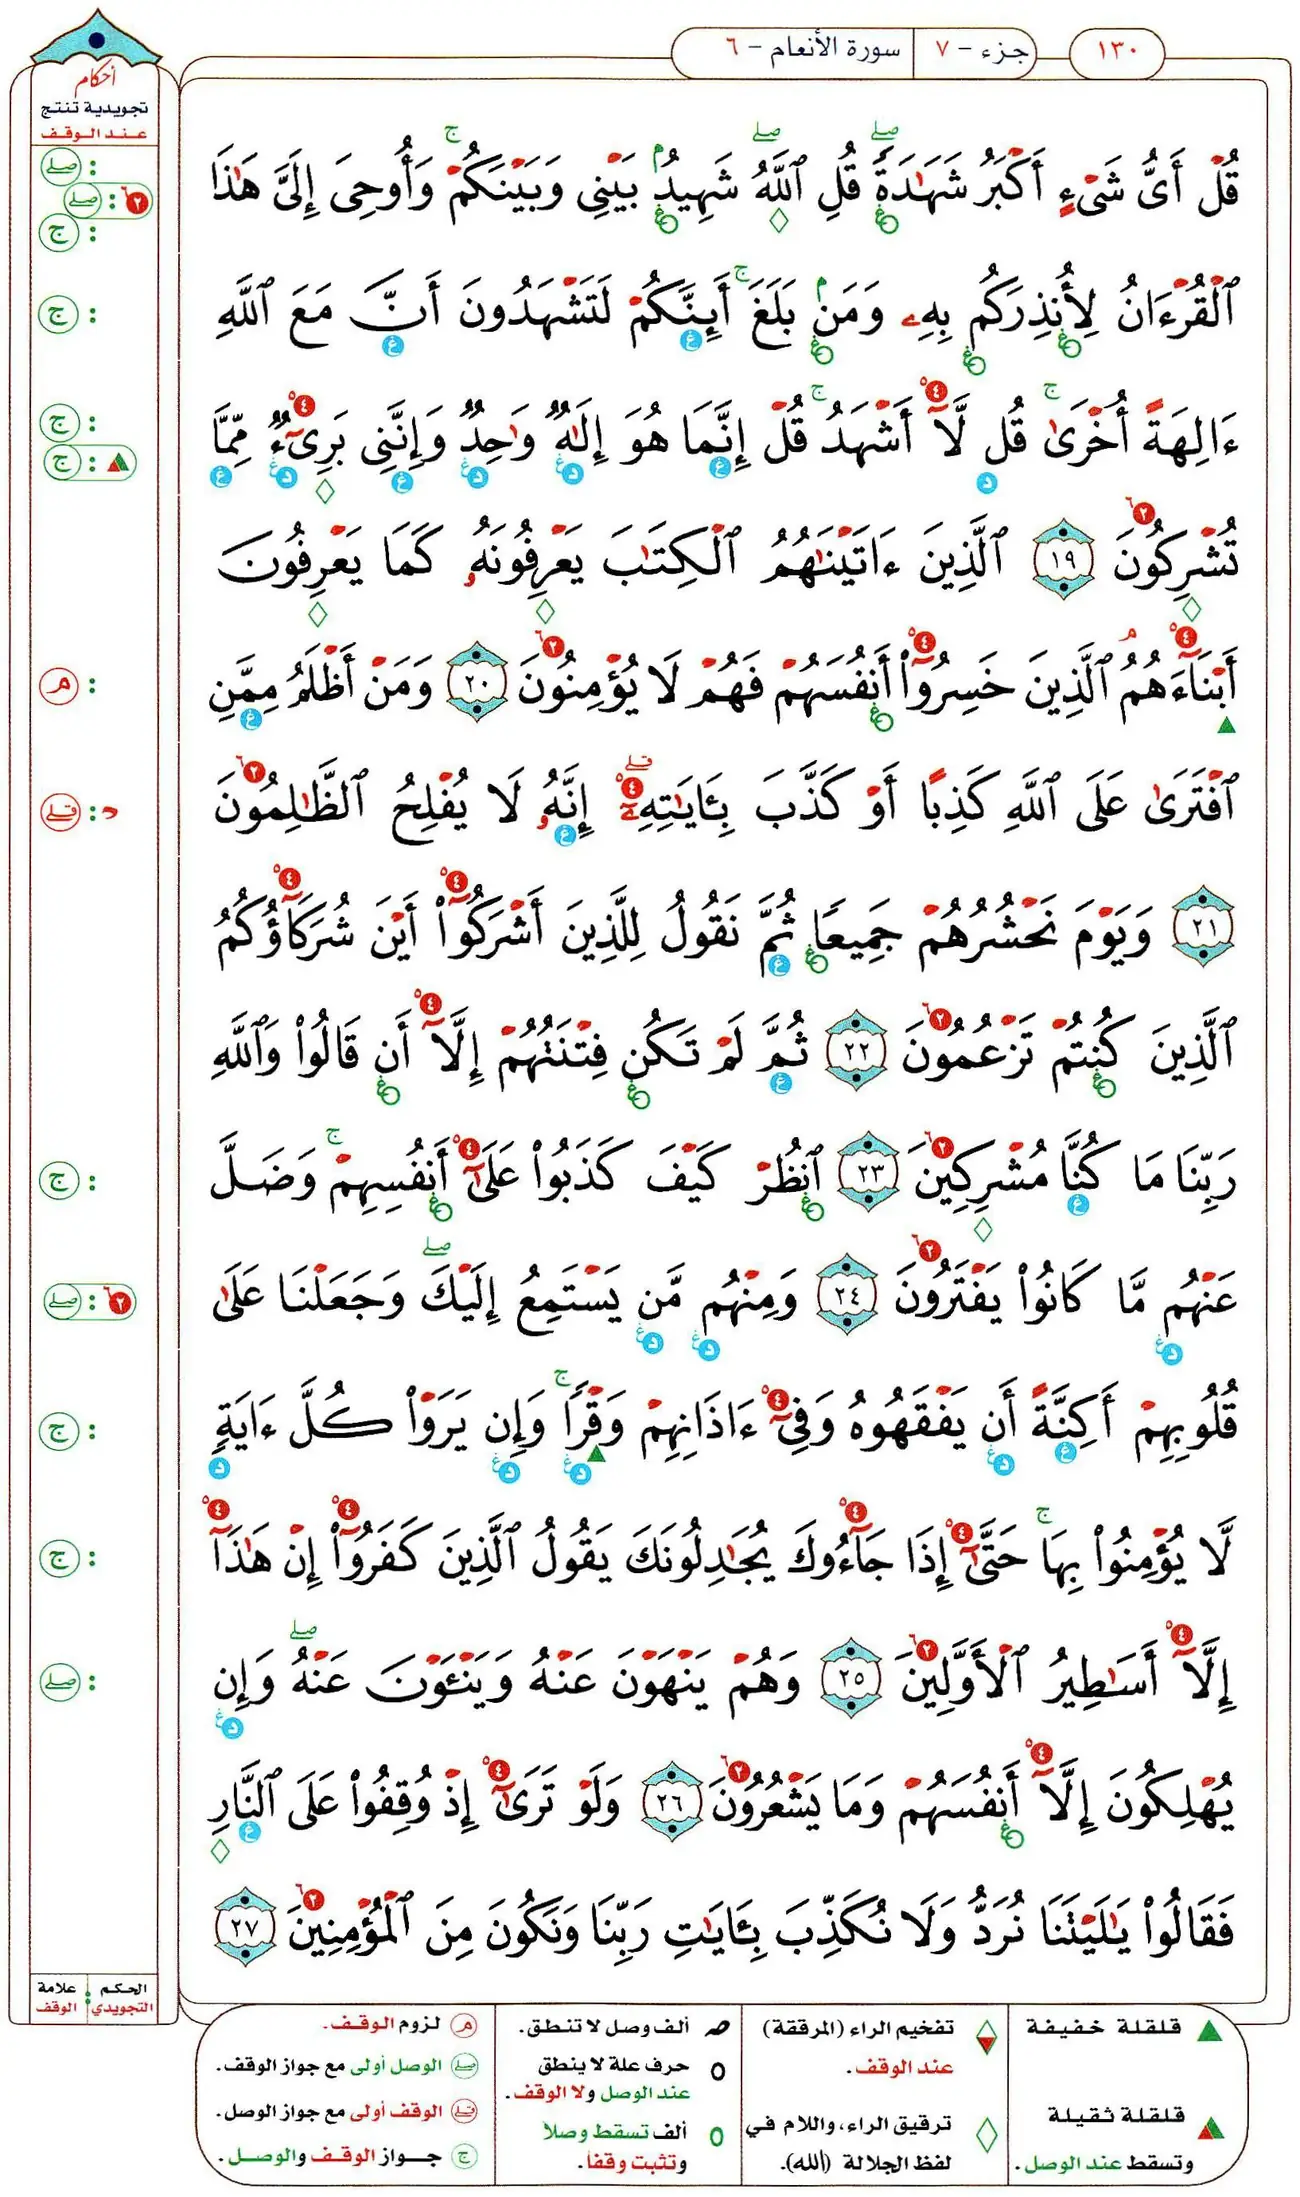 ١٣٠
جزء - ٧
سورة الأنعام - ٦
أحكام
تجويدية تنتج
عند الوقف
قُلْ أَىُّ شَىْءٍ أَكْبَرُ شَهَٰدَةً قُلِ ٱللَّهُ شَهِيدٌۢ بَيْنِى وَبَيْنَكُمْ وَأُوحِىَ إِلَىَّ هَٰذَا
ٱلْقُرْءَانُ لِأُنذِرَكُم بِهِۦ وَمَنۢ بَلَغَ أَئِنَّكُمْ لَتَشْهَدُونَ أَنَّ مَعَ ٱللَّهِ
ءَالِهَةً أُخْرَىٰ قُل لَّآ أَشْهَدُ قُلْ إِنَّمَا هُوَ إِلَٰهٌ وَٰحِدٌ وَإِنَّنِى بَرِىٓءٌ مِّمَّا
تُشْرِكُونَ ١٩ ٱلَّذِينَ ءَاتَيْنَٰهُمُ ٱلْكِتَٰبَ يَعْرِفُونَهُۥ كَمَا يَعْرِفُونَ
أَبْنَآءَهُمُ ٱلَّذِينَ خَسِرُوٓا۟ أَنفُسَهُمْ فَهُمْ لَا يُؤْمِنُونَ ٢٠ وَمَنْ أَظْلَمُ مِمَّنِ
ٱفْتَرَىٰ عَلَى ٱللَّهِ كَذِبًا أَوْ كَذَّبَ بِـَٔايَٰتِهِۦٓ إِنَّهُۥ لَا يُفْلِحُ ٱلظَّٰلِمُونَ
٢١ وَيَوْمَ نَحْشُرُهُمْ جَمِيعًا ثُمَّ نَقُولُ لِلَّذِينَ أَشْرَكُوٓا۟ أَيْنَ شُرَكَآؤُكُمُ
ٱلَّذِينَ كُنتُمْ تَزْعُمُونَ ٢٢ ثُمَّ لَمْ تَكُن فِتْنَتُهُمْ إِلَّآ أَن قَالُوا۟ وَٱللَّهِ
رَبِّنَا مَا كُنَّا مُشْرِكِينَ ٢٣ ٱنظُرْ كَيْفَ كَذَبُوا۟ عَلَىٰٓ أَنفُسِهِمْ وَضَلَّ
عَنْهُم مَّا كَانُوا۟ يَفْتَرُونَ ٢٤ وَمِنْهُم مَّن يَسْتَمِعُ إِلَيْكَ وَجَعَلْنَا عَلَىٰ
قُلُوبِهِمْ أَكِنَّةً أَن يَفْقَهُوهُ وَفِىٓ ءَاذَانِهِمْ وَقْرًا وَإِن يَرَوْا۟ كُلَّ ءَايَةٍ
لَّا يُؤْمِنُوا۟ بِهَا حَتَّىٰٓ إِذَا جَآءُوكَ يُجَٰدِلُونَكَ يَقُولُ ٱلَّذِينَ كَفَرُوٓا۟ إِنْ هَٰذَآ
إِلَّآ أَسَٰطِيرُ ٱلْأَوَّلِينَ ٢٥ وَهُمْ يَنْهَوْنَ عَنْهُ وَيَنْـَٔوْنَ عَنْهُ وَإِن
يُهْلِكُونَ إِلَّآ أَنفُسَهُمْ وَمَا يَشْعُرُونَ ٢٦ وَلَوْ تَرَىٰٓ إِذْ وُقِفُوا۟ عَلَى ٱلنَّارِ
فَقَالُوا۟ يَٰلَيْتَنَا نُرَدُّ وَلَا نُكَذِّبَ بِـَٔايَٰتِ رَبِّنَا وَنَكُونَ مِنَ ٱلْمُؤْمِنِينَ ٢٧
الحكم التجويدي
علامة الوقف
قلقلة خفيفة
قلقلة ثقيلة
وتسقط عند الوصل.
تفخيم الراء (المرققة)
عند الوقف.
ترقيق الراء، واللام في
لفظ الجلالة (الله).
ألف وصل لا تنطق.
حرف علة لا ينطق
عند الوصل ولا الوقف.
ألف تسقط وصلاً
وتثبت وقفاً.
لزوم الوقف.
الوصل أولى مع جواز الوقف.
الوقف أولى مع جواز الوصل.
جواز الوقف والوصل.